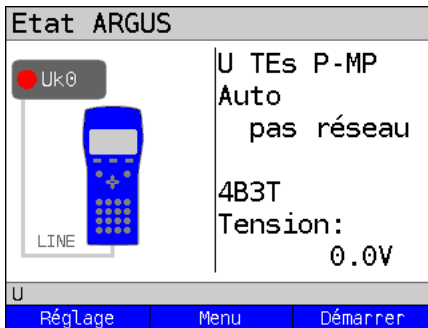 Etat ARGUS
Uk0
LINE
U TEs P-MP
Auto
pas réseau
4B3T
Tension:
0.0V
U
Réglage Menu Démarrer